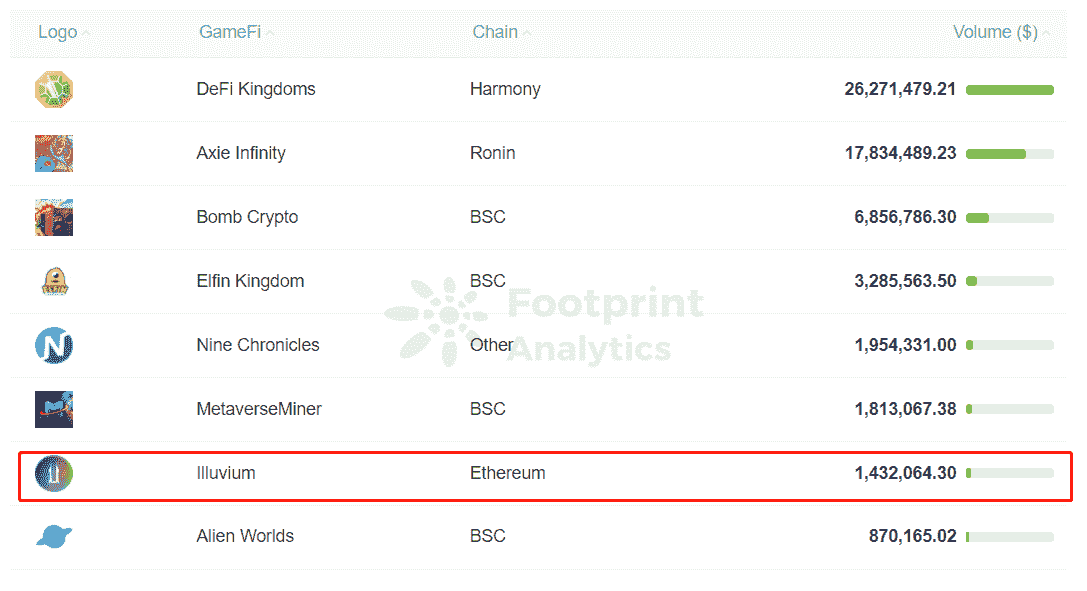 Logo GameFi Chain Volume ($)
DeFi Kingdoms Harmony 26,271,479.21
Axie Infinity Ronin 17,834,489.23
Bomb Crypto BSC 6,856,786.30
Elfin Kingdom BSC 3,285,563.50
Footprint
Nine Chronicles Other 1,954,331.00
Analytics
MetaverseMiner BSC 1,813,067.38
Illuvium Ethereum 1,432,064.30
Alien Worlds BSC 870,165.02